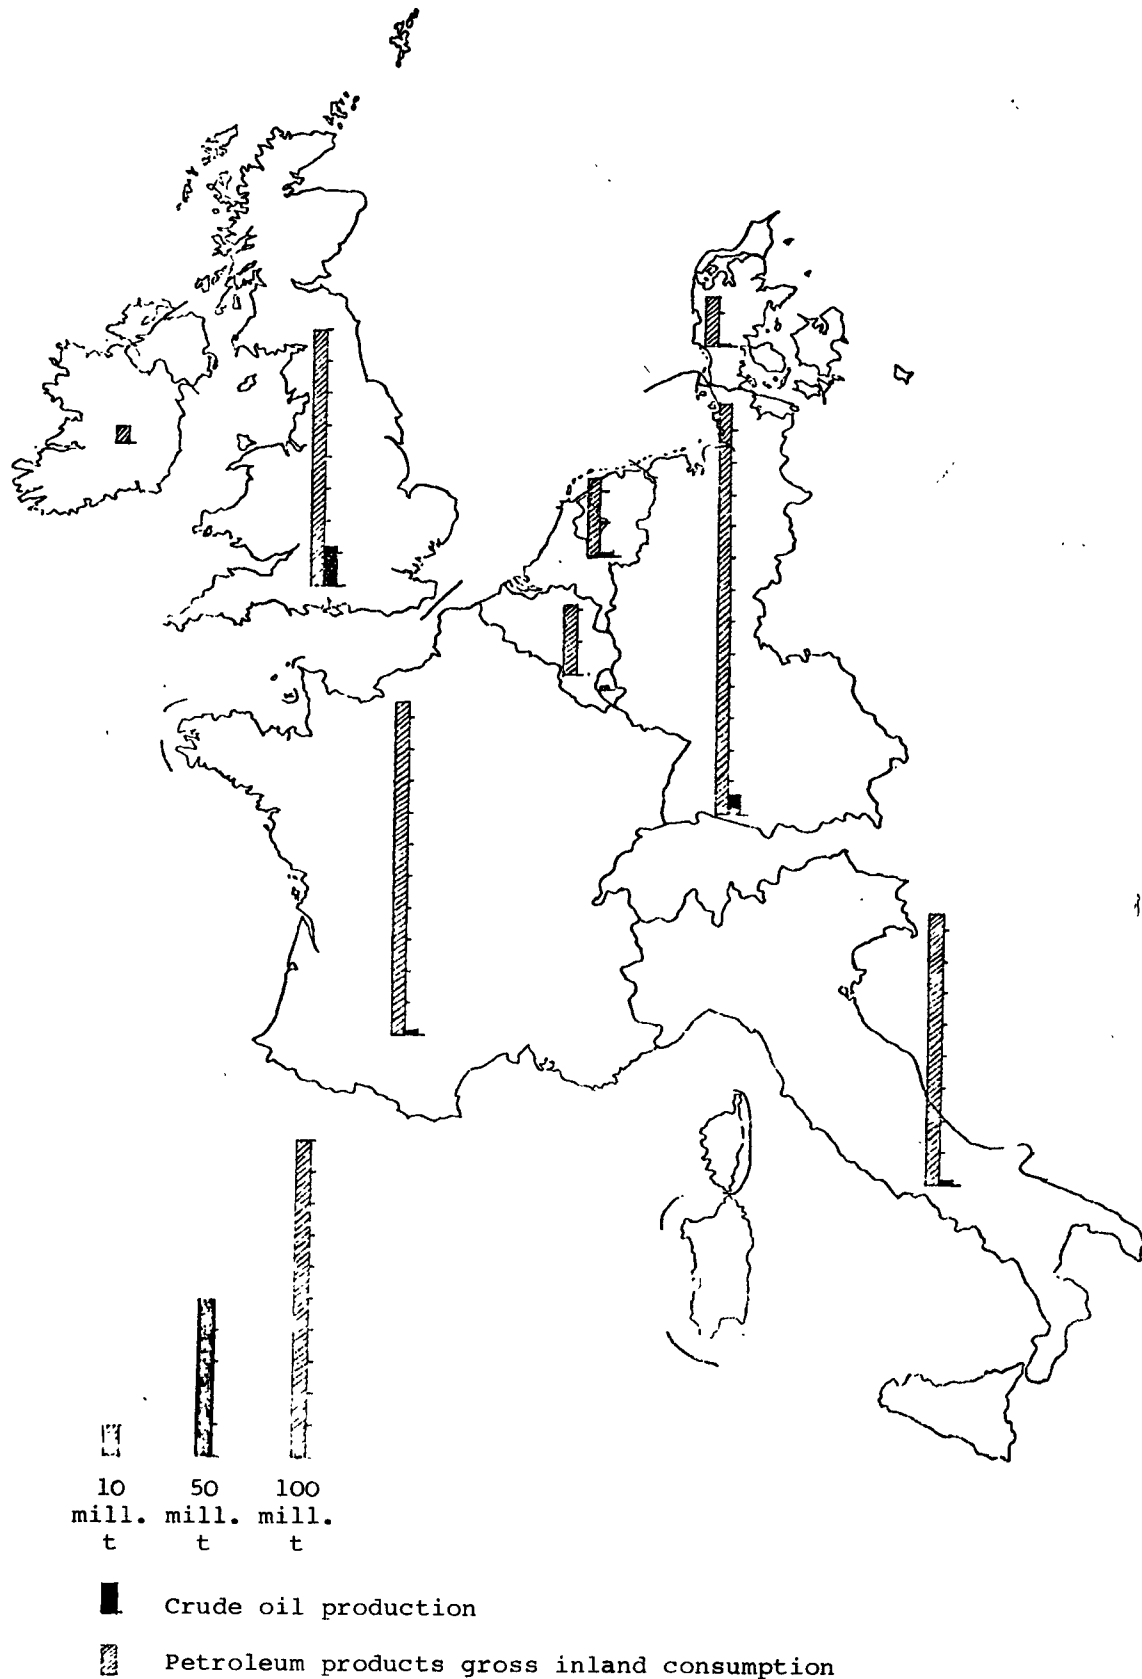 10 50 100
mill. mill. mill.
t t t
Crude oil production
Petroleum products gross inland consumption